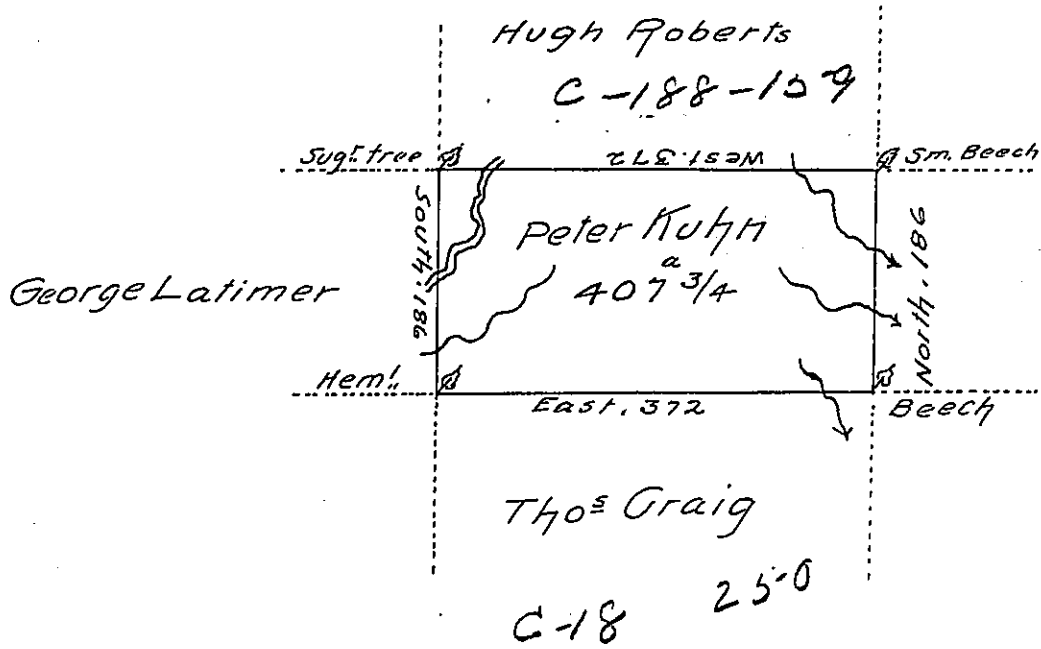 Hugh Roberts
C-188-159
Sugr. tree
West. 372
Sm. Beech
South. 186
Peter Kuhn
a
407 3/4
North. 186
George Latimer
Hem!.
East. 372
Beech
Thos Craig
C-18 250